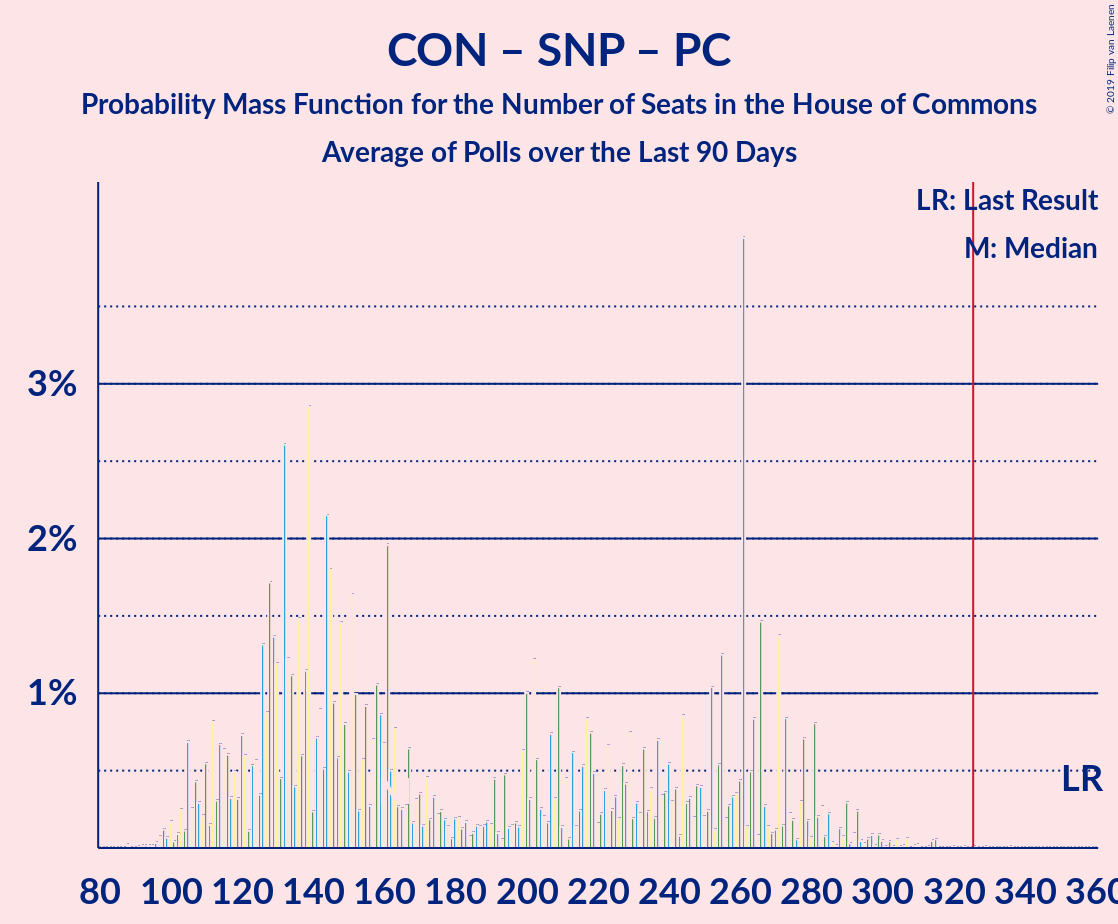 CON – SNP – PC
Probability Mass Function for the Number of Seats in the House of Commons
Average of Polls over the Last 90 Days
© 2019 Filip van Laenen
LR: Last Result
M: Median
3%
2%
1%
LR
80 100 120 140 160 180 200 220 240 260 280 300 320 340 360